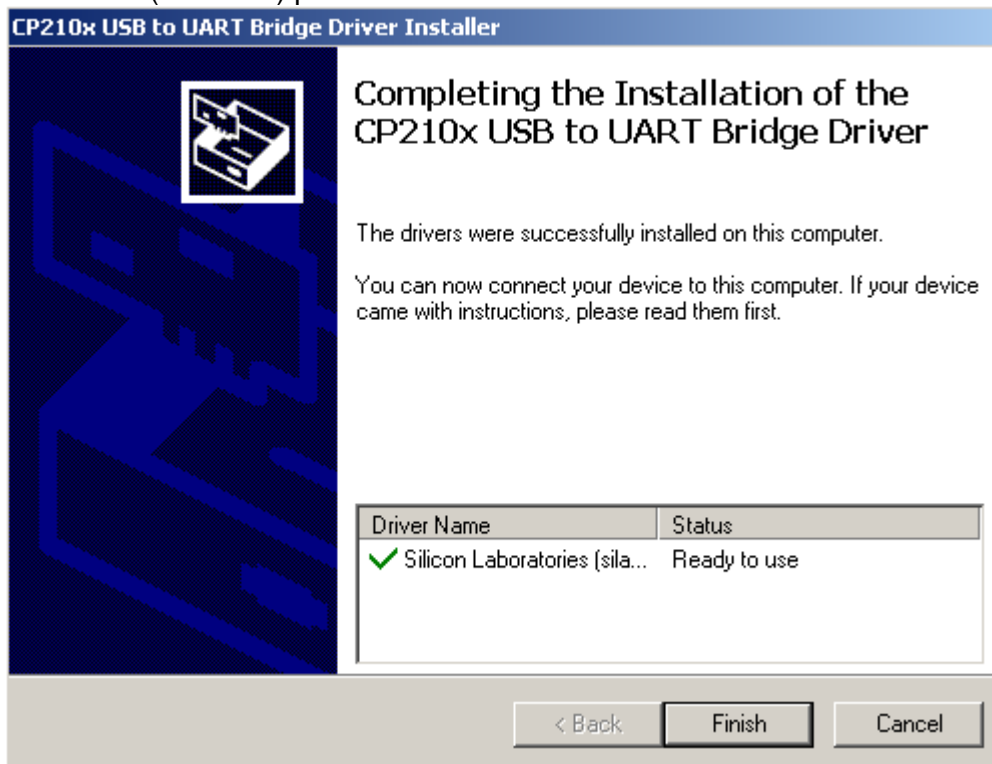 CP210x USB to UART Bridge Driver Installer
Completing the Installation of the
CP210x USB to UART Bridge Driver
The drivers were successfully installed on this computer.
You can now connect your device to this computer. If your device
came with instructions, please read them first.
Driver Name Status
Silicon Laboratories (sila... Ready to use
< Back Finish Cancel